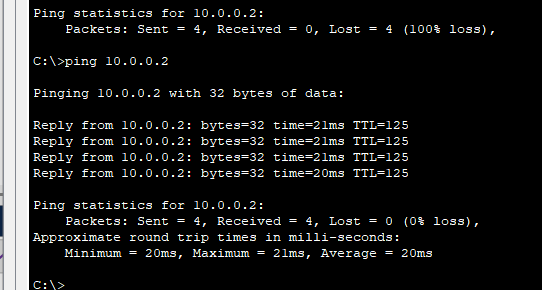 Ping statistics for 10.0.0.2:
    Packets: Sent = 4, Received = 0, Lost = 4 (100% loss),
C:\>ping 10.0.0.2
Pinging 10.0.0.2 with 32 bytes of data:
Reply from 10.0.0.2: bytes=32 time=21ms TTL=125
Reply from 10.0.0.2: bytes=32 time=21ms TTL=125
Reply from 10.0.0.2: bytes=32 time=21ms TTL=125
Reply from 10.0.0.2: bytes=32 time=20ms TTL=125
Ping statistics for 10.0.0.2:
    Packets: Sent = 4, Received = 4, Lost = 0 (0% loss),
Approximate round trip times in milli-seconds:
    Minimum = 20ms, Maximum = 21ms, Average = 20ms
C:\>